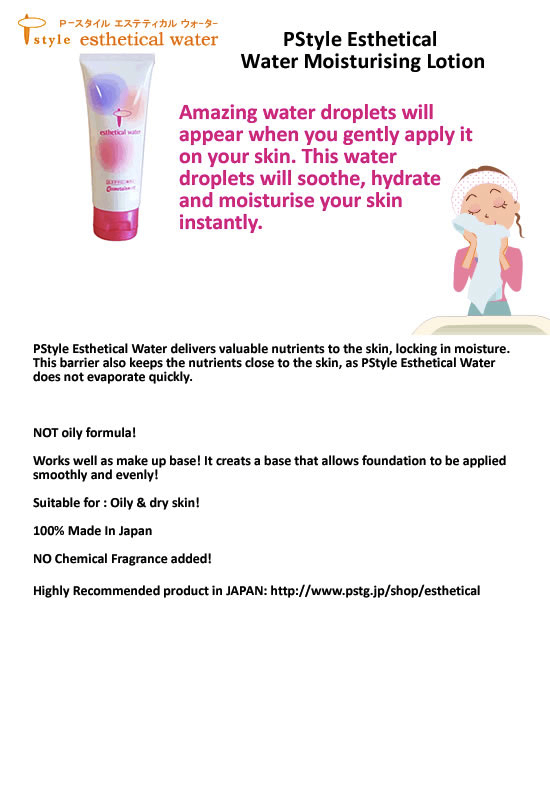 Pースタイル エステティカル ウォーター
style esthetical water
PStyle Esthetical
Water Moisturising Lotion
esthetical water
Amazing water droplets will
appear when you gently apply it
on your skin. This water
droplets will soothe, hydrate
and moisturise your skin
instantly.
PStyle Esthetical Water delivers valuable nutrients to the skin, locking in moisture.
This barrier also keeps the nutrients close to the skin, as PStyle Esthetical Water
does not evaporate quickly.
NOT oily formula!
Works well as make up base! It creats a base that allows foundation to be applied
smoothly and evenly!
Suitable for : Oily & dry skin!
100% Made In Japan
NO Chemical Fragrance added!
Highly Recommended product in JAPAN: http://www.pstg.jp/shop/esthetical